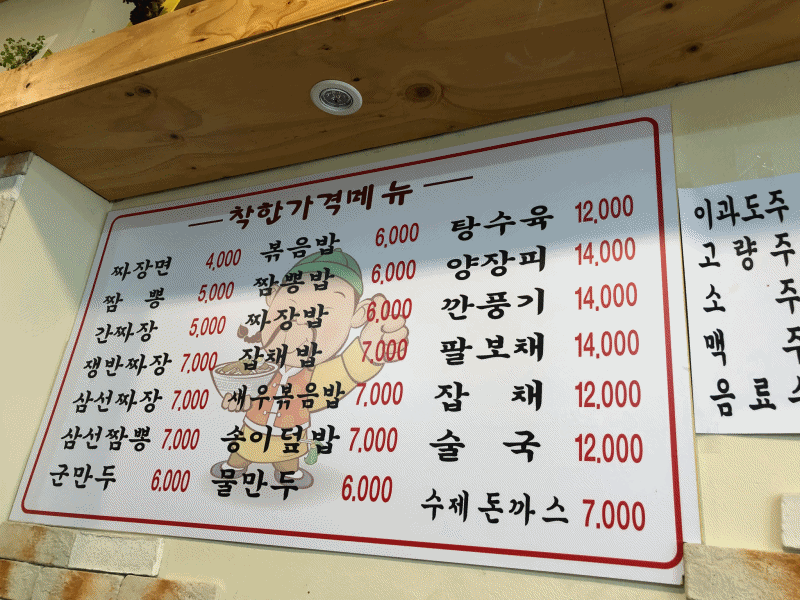 착한가격메뉴
짜장면 4,000
짬뽕 5,000
간짜장 5,000
쟁반짜장 7,000
삼선짜장 7,000
삼선짬뽕 7,000
군만두 6,000
볶음밥 6,000
짬뽕밥 6,000
짜장밥 6,000
잡채밥 7,000
새우볶음밥 7,000
송이덮밥 7,000
물만두 6,000
탕수육 12,000
양장피 14,000
깐풍기 14,000
팔보채 14,000
잡채 12,000
술국 12,000
수제돈까스 7,000
이과도주
고량주
소주
맥주
음료